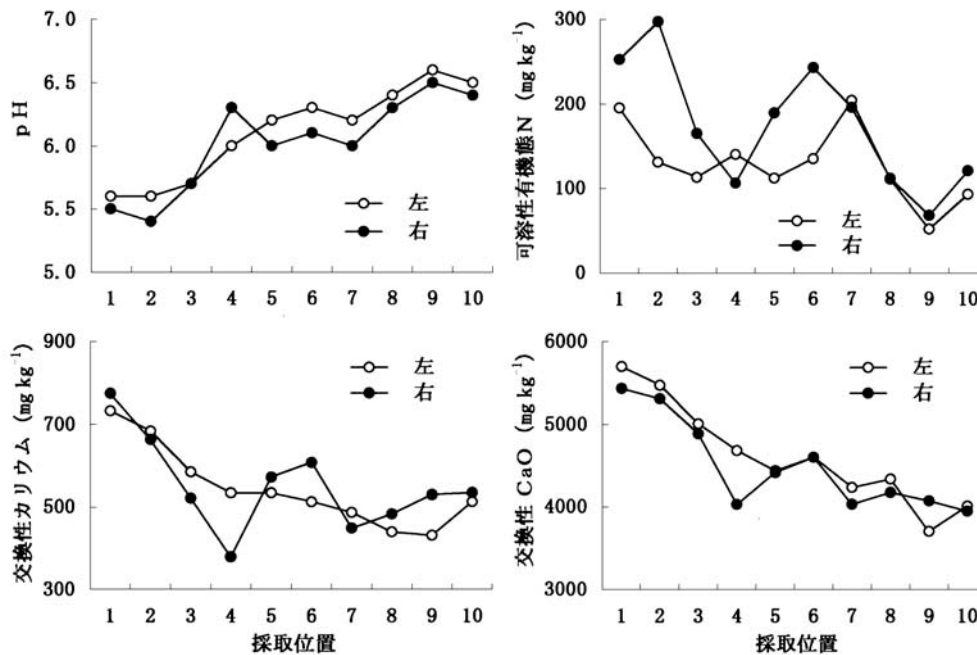 pH
7.0
6.5
6.0
5.5
5.0
左
右
1 2 3 4 5 6 7 8 9 10
可溶性有機態N (mg kg⁻¹)
300
200
100
0
左
右
1 2 3 4 5 6 7 8 9 10
交換性カリウム (mg kg⁻¹)
900
700
500
300
左
右
1 2 3 4 5 6 7 8 9 10
採取位置
交換性 CaO (mg kg⁻¹)
6000
5000
4000
3000
左
右
1 2 3 4 5 6 7 8 9 10
採取位置